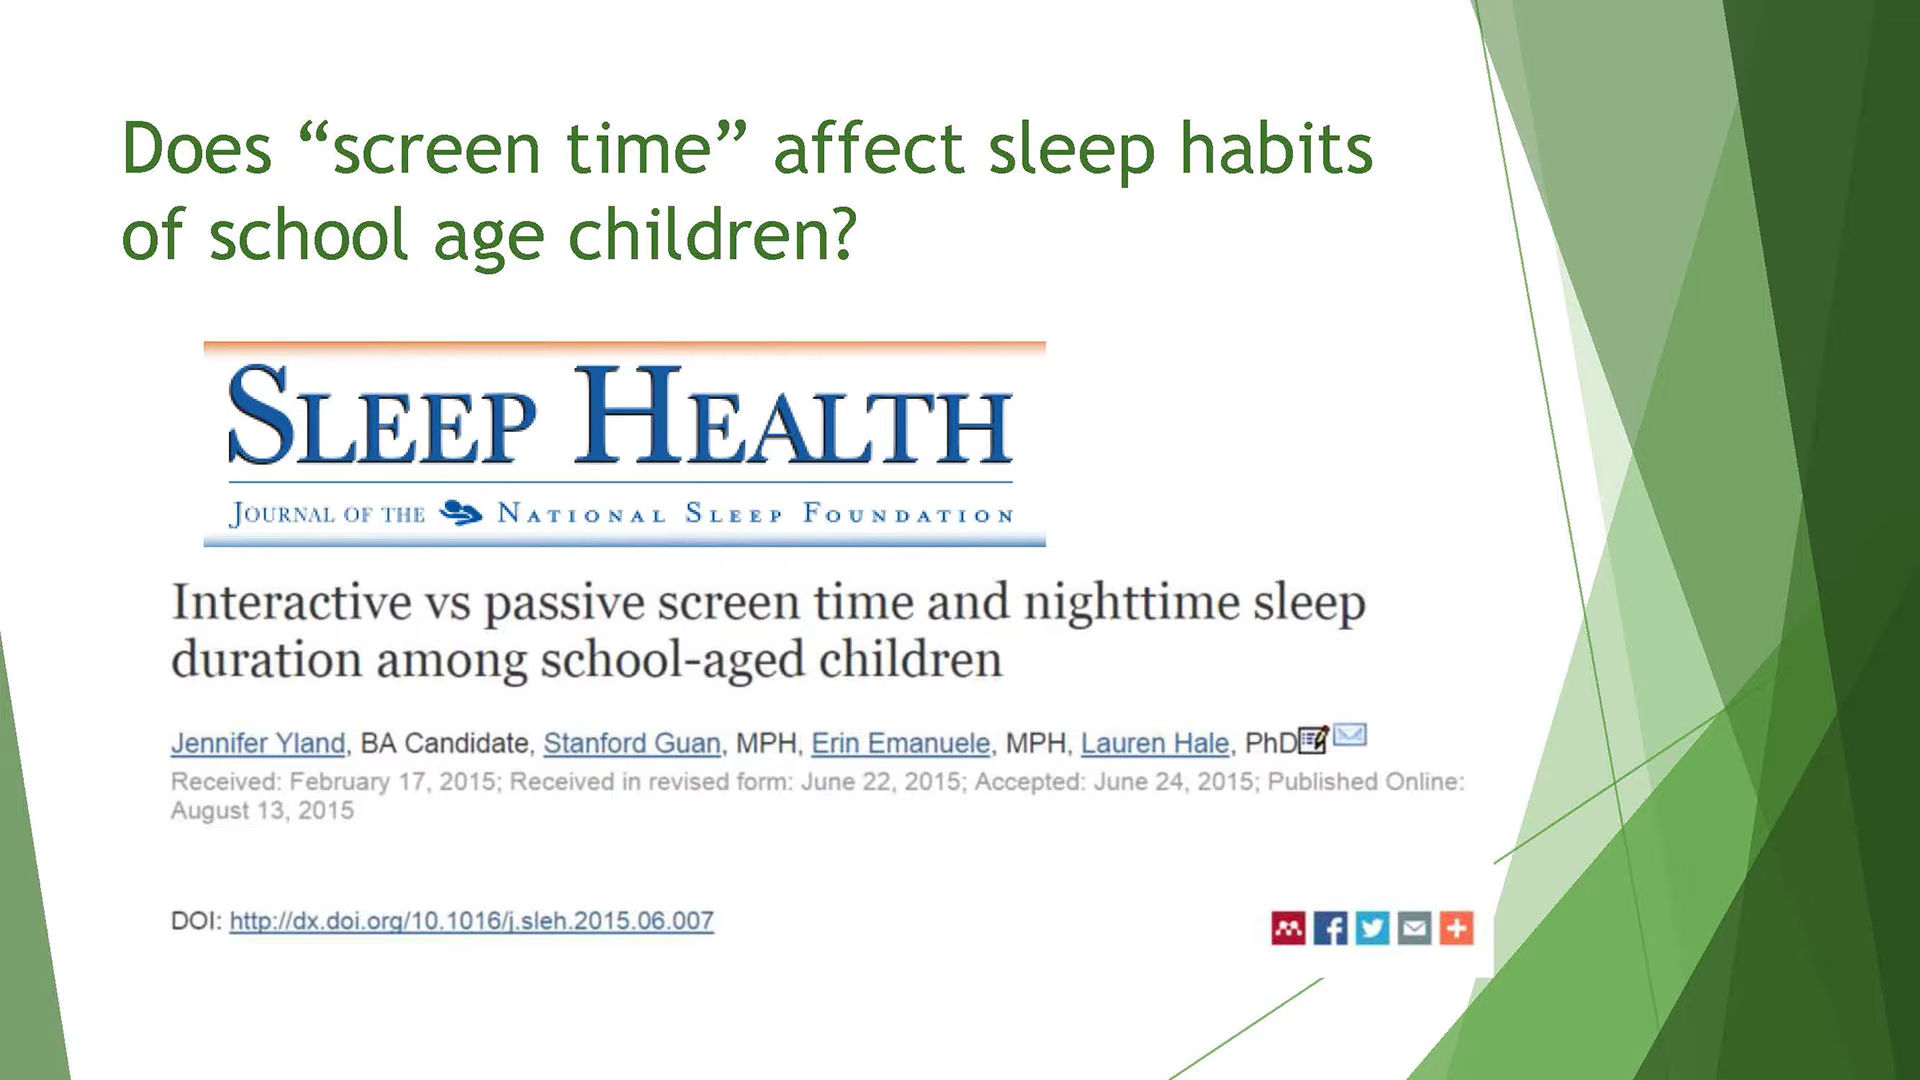 Does “screen time” affect sleep habits
of school age children?
SLEEP HEALTH
JOURNAL OF THE NATIONAL SLEEP FOUNDATION
Interactive vs passive screen time and nighttime sleep
duration among school-aged children
Jennifer Yland, BA Candidate, Stanford Guan, MPH, Erin Emanuele, MPH, Lauren Hale, PhD
Received: February 17, 2015; Received in revised form: June 22, 2015; Accepted: June 24, 2015; Published Online:
August 13, 2015
DOI: http://dx.doi.org/10.1016/j.sleh.2015.06.007